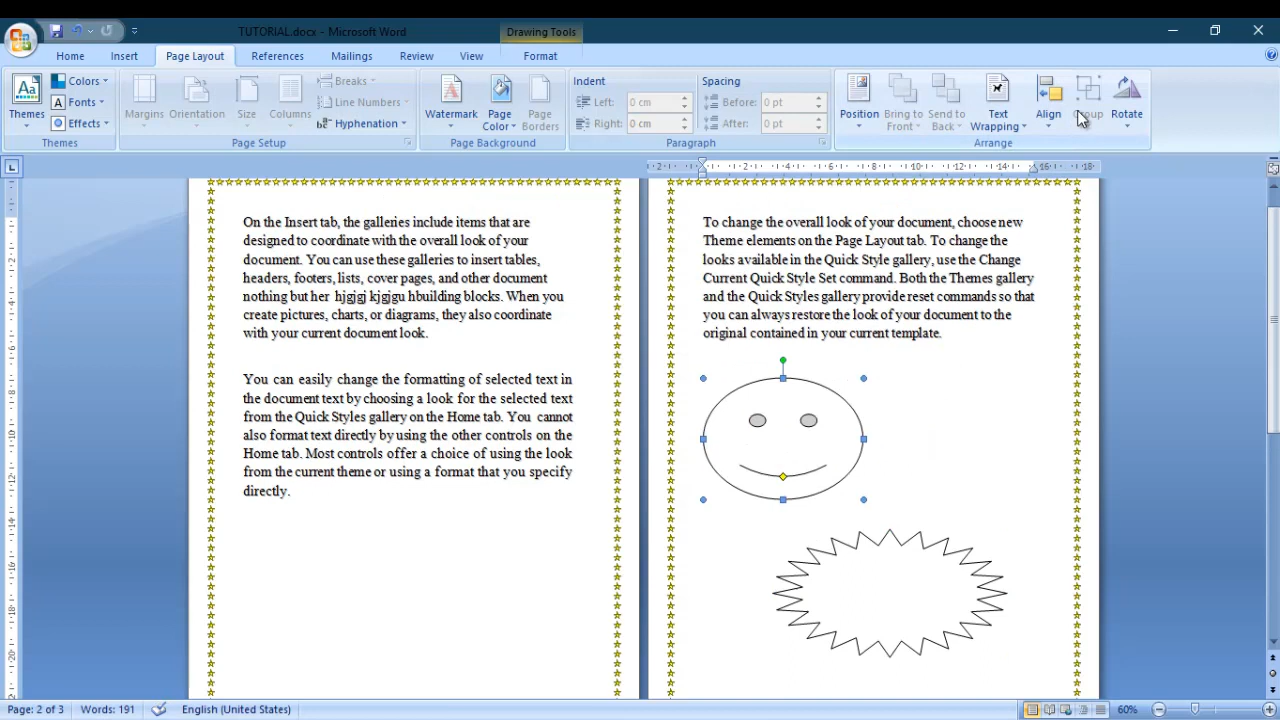 TUTORIAL.docx - Microsoft Word
Drawing Tools
Home Insert Page Layout References Mailings Review View Format
Themes
Colors
Fonts
Effects
Themes
Margins
Orientation
Size
Columns
Breaks
Line Numbers
Hyphenation
Page Setup
Watermark
Page Color
Page Borders
Page Background
Indent
Left: 0 cm
Right: 0 cm
Spacing
Before: 0 pt
After: 0 pt
Paragraph
Position
Bring to Front
Send to Back
Text Wrapping
Align
Group
Rotate
Arrange
On the Insert tab, the galleries include items that are
designed to coordinate with the overall look of your
document. You can use these galleries to insert tables,
headers, footers, lists, cover pages, and other document
nothing but her hjgjgj kjgjgu hbuilding blocks. When you
create pictures, charts, or diagrams, they also coordinate
with your current document look.
You can easily change the formatting of selected text in
the document text by choosing a look for the selected text
from the Quick Styles gallery on the Home tab. You cannot
also format text directly by using the other controls on the
Home tab. Most controls offer a choice of using the look
from the current theme or using a format that you specify
directly.
To change the overall look of your document, choose new
Theme elements on the Page Layout tab. To change the
looks available in the Quick Style gallery, use the Change
Current Quick Style Set command. Both the Themes gallery
and the Quick Styles gallery provide reset commands so that
you can always restore the look of your document to the
original contained in your current template.
Page: 2 of 3 Words: 191 English (United States) 60%